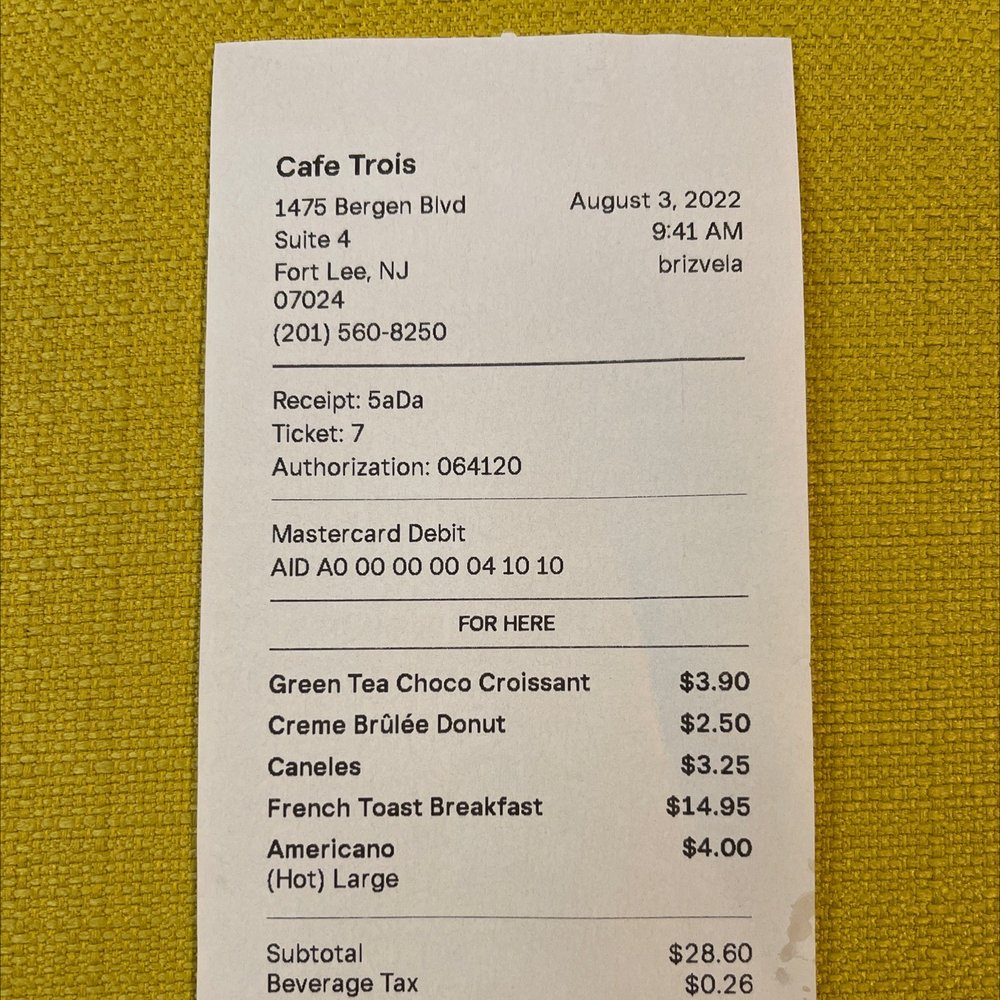 Cafe Trois
1475 Bergen Blvd
Suite 4
Fort Lee, NJ
07024
(201) 560-8250
August 3, 2022
9:41 AM
brizvela
Receipt: 5aDa
Ticket: 7
Authorization: 064120
Mastercard Debit
AID A0 00 00 00 04 10 10
FOR HERE
Green Tea Choco Croissant $3.90
Creme Brûlée Donut $2.50
Caneles $3.25
French Toast Breakfast $14.95
Americano $4.00
(Hot) Large
Subtotal $28.60
Beverage Tax $0.26